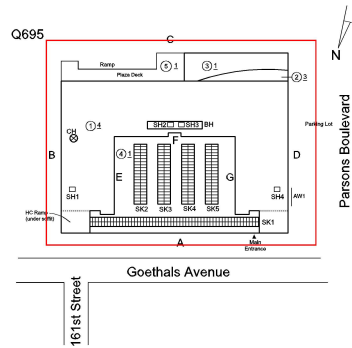 Q695
C
Ramp
5 1
3 1
Plaza Deck
N
2 3
Parsons Boulevard
Parking Lot
1 4
SH2
SH3
BH
CH
F
4 1
B
D
E
G
SH1
SH4
AW1
SK2
SK3
SK4
SK5
HC Ramp
(under soffit)
SK1
A
Main
Entrance
Goethals Avenue
161st Street